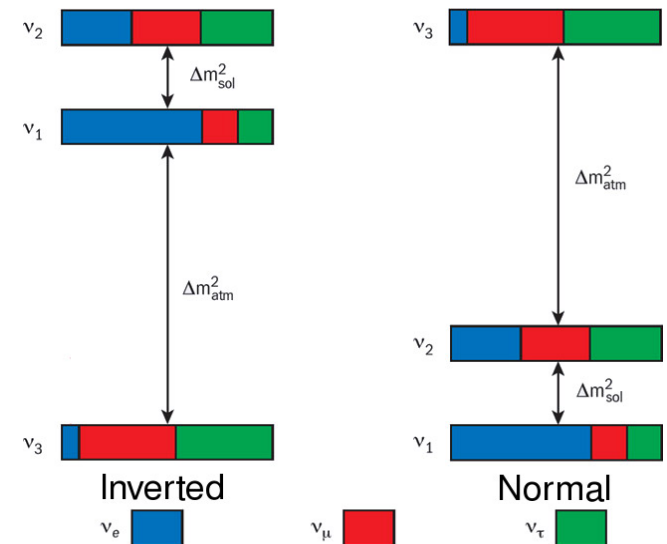 ν₂
Δm²sol
ν₁
Δm²atm
ν₃
Inverted
ν₃
Δm²atm
ν₂
Δm²sol
ν₁
Normal
νe νμ ντ